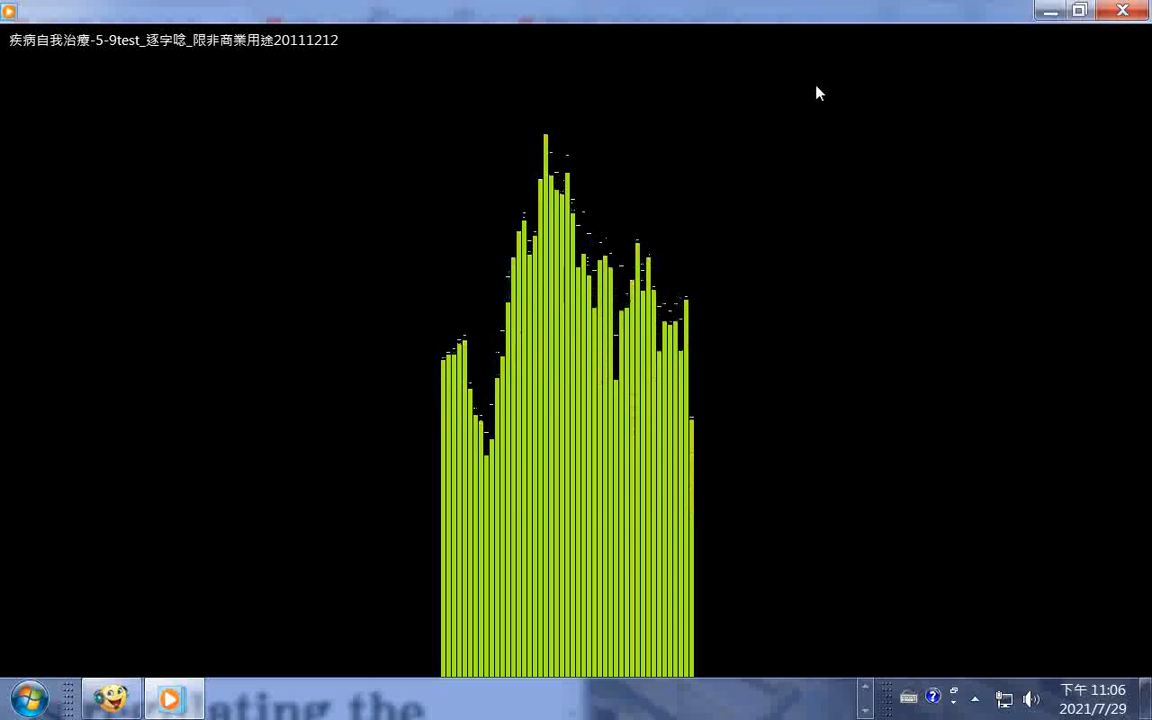 疾病自我治療-5-9test_逐字唸_限非商業用途20111212
ating the
下午 11:06
2021/7/29